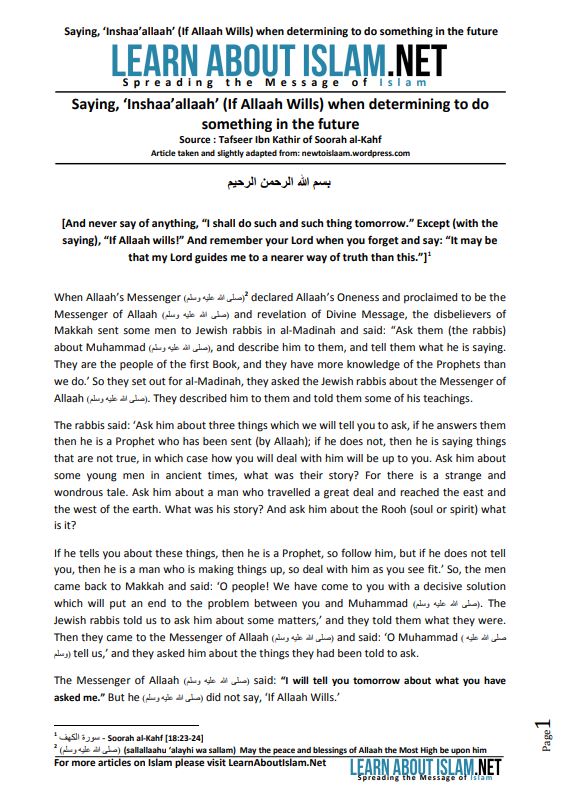 Saying, ‘Inshaa’allaah’ (If Allaah Wills) when determining to do something in the future
LEARN ABOUT ISLAM.NET
Spreading the Message of Islam
Saying, ‘Inshaa’allaah’ (If Allaah Wills) when determining to do
something in the future
Source : Tafseer Ibn Kathir of Soorah al-Kahf
Article taken and slightly adapted from: newtoislaam.wordpress.com
بسم الله الرحمن الرحيم
[And never say of anything, “I shall do such and such thing tomorrow.” Except (with the
saying), “If Allaah wills!” And remember your Lord when you forget and say: “It may be
that my Lord guides me to a nearer way of truth than this.”]1
When Allaah’s Messenger (صلى الله عليه وسلم)2 declared Allaah’s Oneness and proclaimed to be the
Messenger of Allaah (صلى الله عليه وسلم) and revelation of Divine Message, the disbelievers of
Makkah sent some men to Jewish rabbis in al-Madinah and said: “Ask them (the rabbis)
about Muhammad (صلى الله عليه وسلم), and describe him to them, and tell them what he is saying.
They are the people of the first Book, and they have more knowledge of the Prophets than
we do.’ So they set out for al-Madinah, they asked the Jewish rabbis about the Messenger of
Allaah (صلى الله عليه وسلم). They described him to them and told them some of his teachings.
The rabbis said: ‘Ask him about three things which we will tell you to ask, if he answers them
then he is a Prophet who has been sent (by Allaah); if he does not, then he is saying things
that are not true, in which case how you will deal with him will be up to you. Ask him about
some young men in ancient times, what was their story? For there is a strange and
wondrous tale. Ask him about a man who travelled a great deal and reached the east and
the west of the earth. What was his story? And ask him about the Rooh (soul or spirit) what
is it?
If he tells you about these things, then he is a Prophet, so follow him, but if he does not tell
you, then he is a man who is making things up, so deal with him as you see fit.’ So, the men
came back to Makkah and said: ‘O people! We have come to you with a decisive solution
which will put an end to the problem between you and Muhammad (صلى الله عليه وسلم). The
Jewish rabbi told us to ask him about some matters,’ and they told them what they were.
Then they came to the Messenger of Allaah (صلى الله عليه وسلم) and said: ‘O Muhammad (صلى الله عليه
وسلم) tell us,’ and they asked him about the things they had been told to ask.
The Messenger of Allaah (صلى الله عليه وسلم) said: “I will tell you tomorrow about what you have
asked me.” But he (صلى الله عليه وسلم) did not say, ‘If Allaah Wills.’
1 سورة الكهف - Soorah al-Kahf [18:23-24]
2 (صلى الله عليه وسلم) (sallallaahu ‘alayhi wa sallam) May the peace and blessings of Allaah the Most High be upon him
For more articles on Islam please visit LearnAboutIslam.Net
LEARN ABOUT ISLAM.NET
Spreading the Message of Islam
Page1